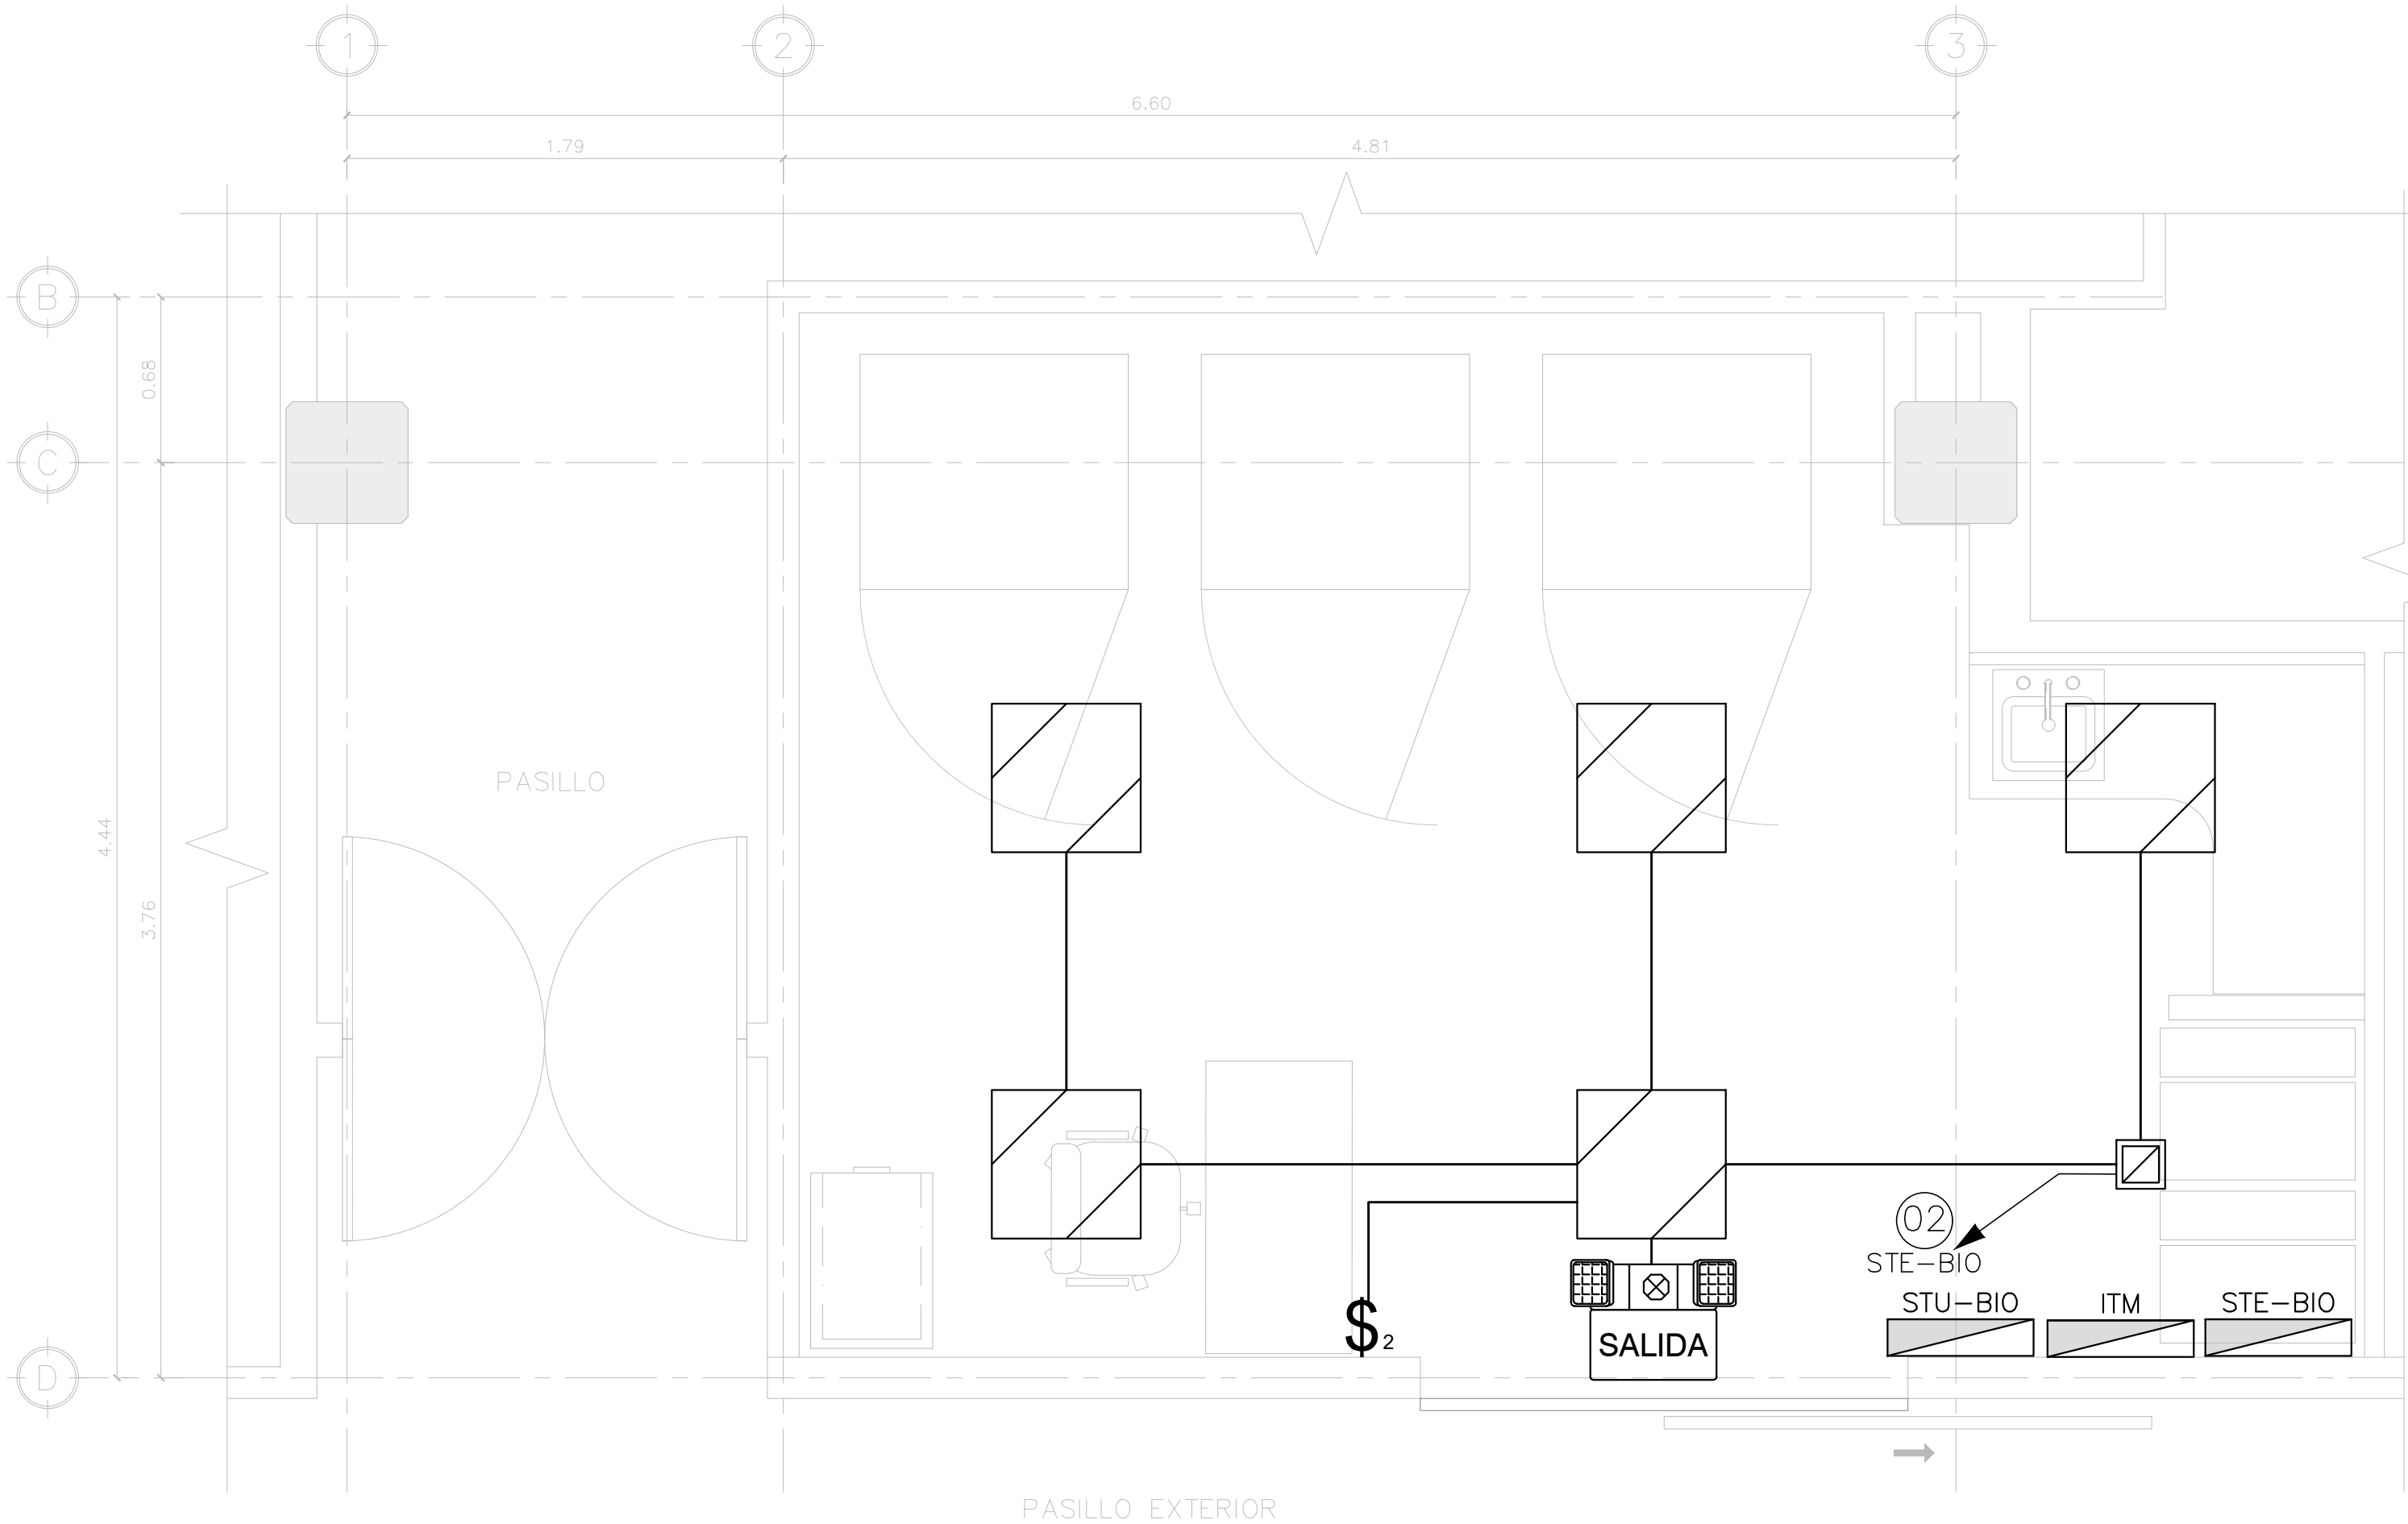 1
2
3
6.60
1.79
4.81
B
0.68
C
PASILLO
4.44
3.76
02
STE-BIO
STU-BIO
ITM
STE-BIO
$2
SALIDA
D
PASILLO EXTERIOR